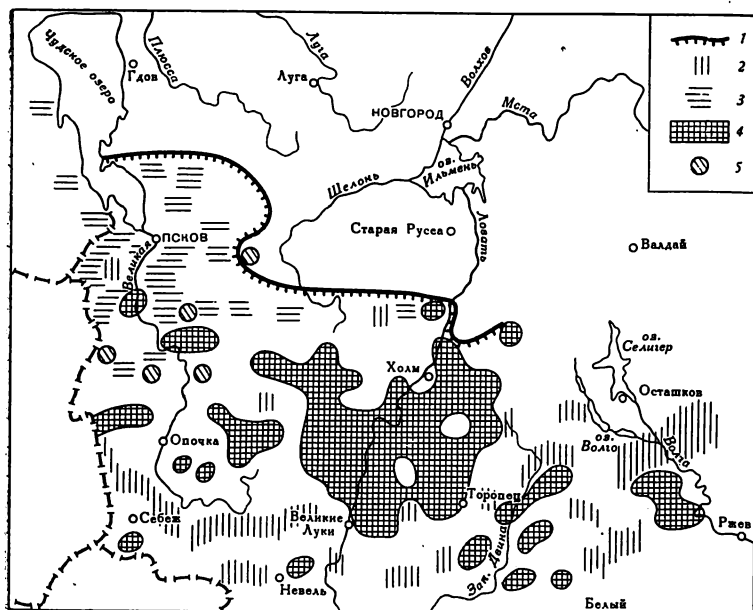 Чудское озеро
Гдов
Плюсса
Луга
Луга
Волхов
НОВГОРОД
Мста
оз. Ильмень
Шелонь
Старая Русса
Ловать
Валдай
ПСКОВ
Великая
оз. Селигер
Осташков
Холм
оз. Волго
Волга
Опочка
Торопец
Себеж
Великие Луки
Зап. Двина
Ржев
Невель
Белый
1
2
3
4
5